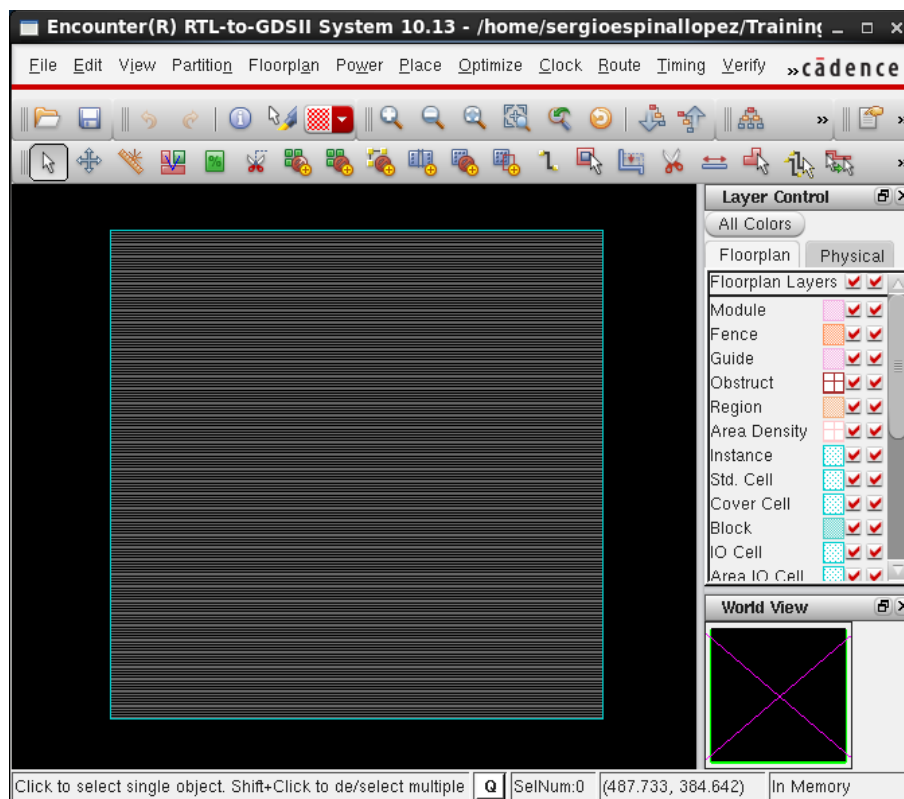 Encounter(R) RTL-to-GDSII System 10.13 - /home/sergioespinallopez/Training
File Edit View Partition Floorplan Power Place Optimize Clock Route Timing Verify » cādence
» »
»
Layer Control
All Colors
Floorplan Physical
Floorplan Layers
Module
Fence
Guide
Obstruct
Region
Area Density
Instance
Std. Cell
Cover Cell
Block
IO Cell
Area IO Cell
World View
Click to select single object. Shift+Click to de/select multiple Q SelNum:0 (487.733, 384.642) In Memory